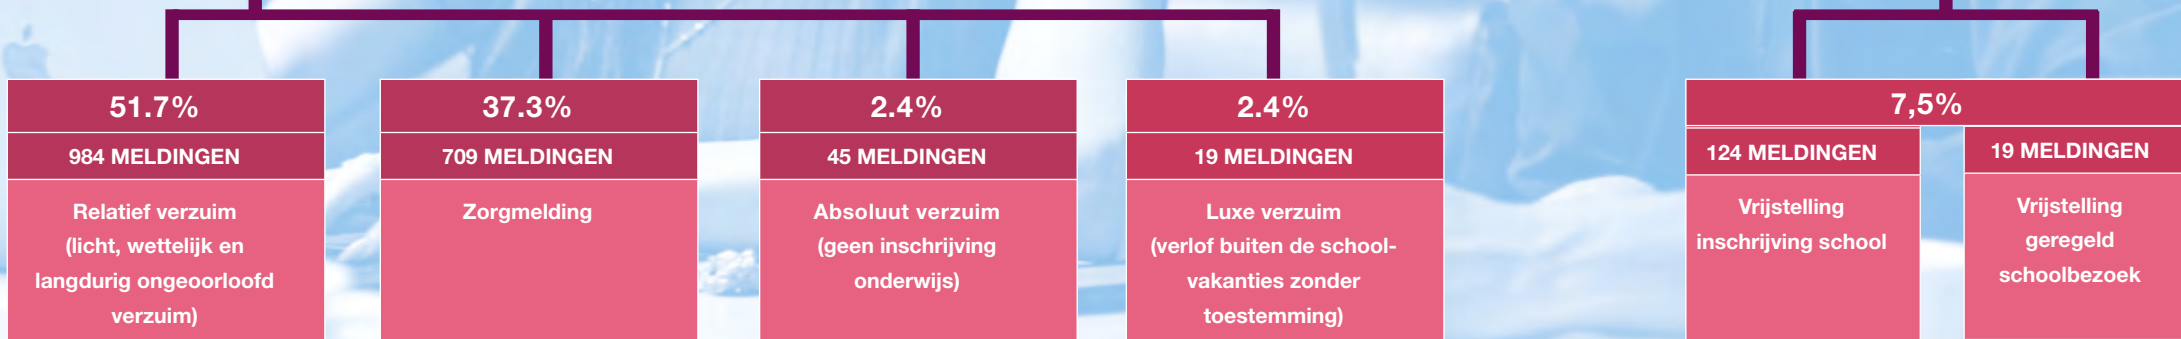 51.7%
984 MELDINGEN
Relatief verzuim
(licht, wettelijk en
langdurig ongeoorloofd
verzuim)
37.3%
709 MELDINGEN
Zorgmelding
2.4%
45 MELDINGEN
Absoluut verzuim
(geen inschrijving
onderwijs)
2.4%
19 MELDINGEN
Luxe verzuim
(verlof buiten de school-
vakanties zonder
toestemming)
7,5%
124 MELDINGEN
Vrijstelling
inschrijving school
19 MELDINGEN
Vrijstelling
geregeld
schoolbezoek